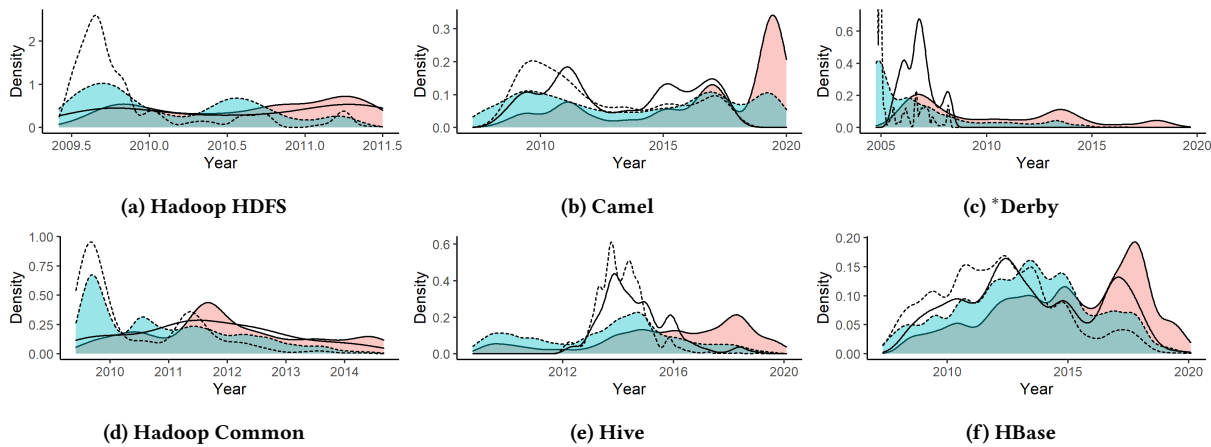 Density
2
1
0
2009.5 2010.0 2010.5 2011.0 2011.5
Year
(a) Hadoop HDFS
Density
0.3
0.2
0.1
0.0
2010 2015 2020
Year
(b) Camel
Density
0.6
0.4
0.2
0.0
2005 2010 2015 2020
Year
(c) *Derby
Density
1.00
0.75
0.50
0.25
0.00
2010 2011 2012 2013 2014
Year
(d) Hadoop Common
Density
0.6
0.4
0.2
0.0
2012 2016 2020
Year
(e) Hive
Density
0.20
0.15
0.10
0.05
0.00
2010 2015 2020
Year
(f) HBase